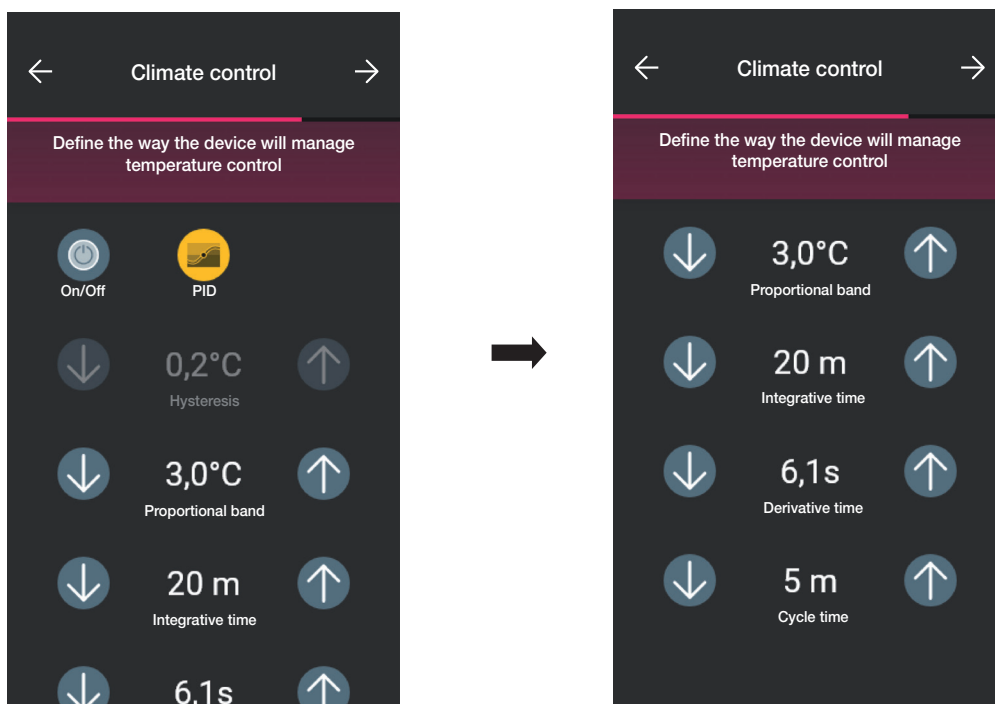 Climate control
Define the way the device will manage
temperature control
On/Off
PID
0,2°C
Hysteresis
3,0°C
Proportional band
20 m
Integrative time
6,1s
Climate control
Define the way the device will manage
temperature control
3,0°C
Proportional band
20 m
Integrative time
6,1s
Derivative time
5 m
Cycle time